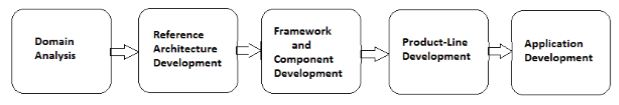 Domain
Analysis
Reference
Architecture
Development
Framework
and
Component
Development
Product-Line
Development
Application
Development